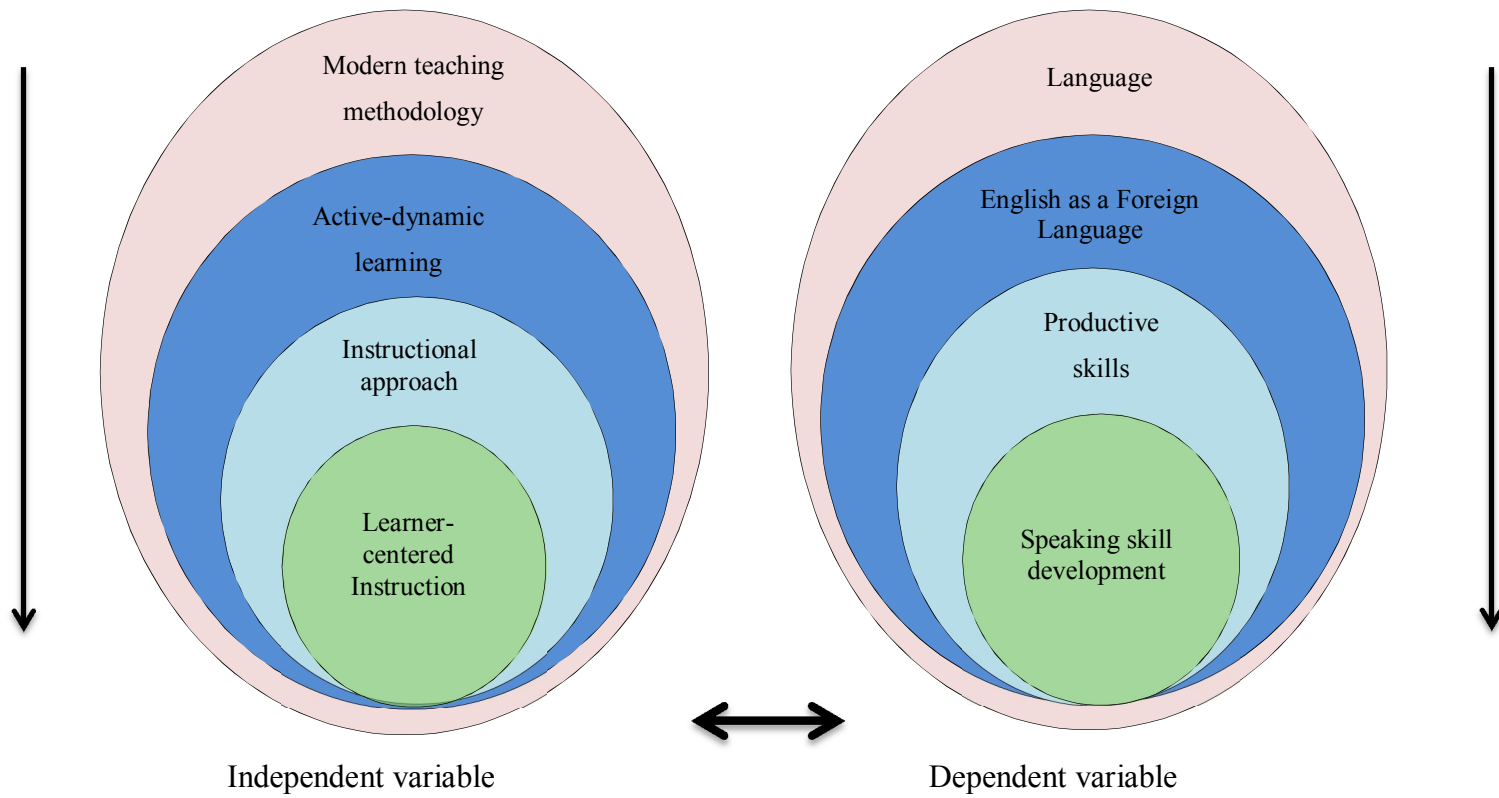 Modern teaching
methodology
Active-dynamic
learning
Instructional
approach
Learner-
centered
Instruction
Independent variable
Language
English as a Foreign
Language
Productive
skills
Speaking skill
development
Dependent variable